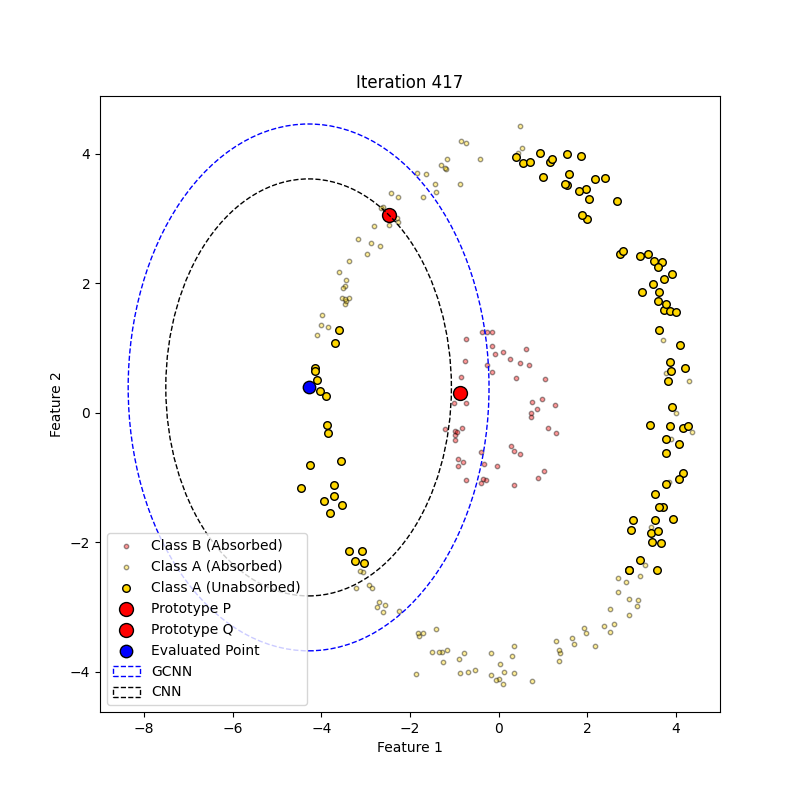 Iteration 417
4
2
0
−2
−4
Feature 2
Class B (Absorbed)
Class A (Absorbed)
Class A (Unabsorbed)
Prototype P
Prototype Q
Evaluated Point
GCNN
CNN
−8 −6 −4 −2 0 2 4
Feature 1